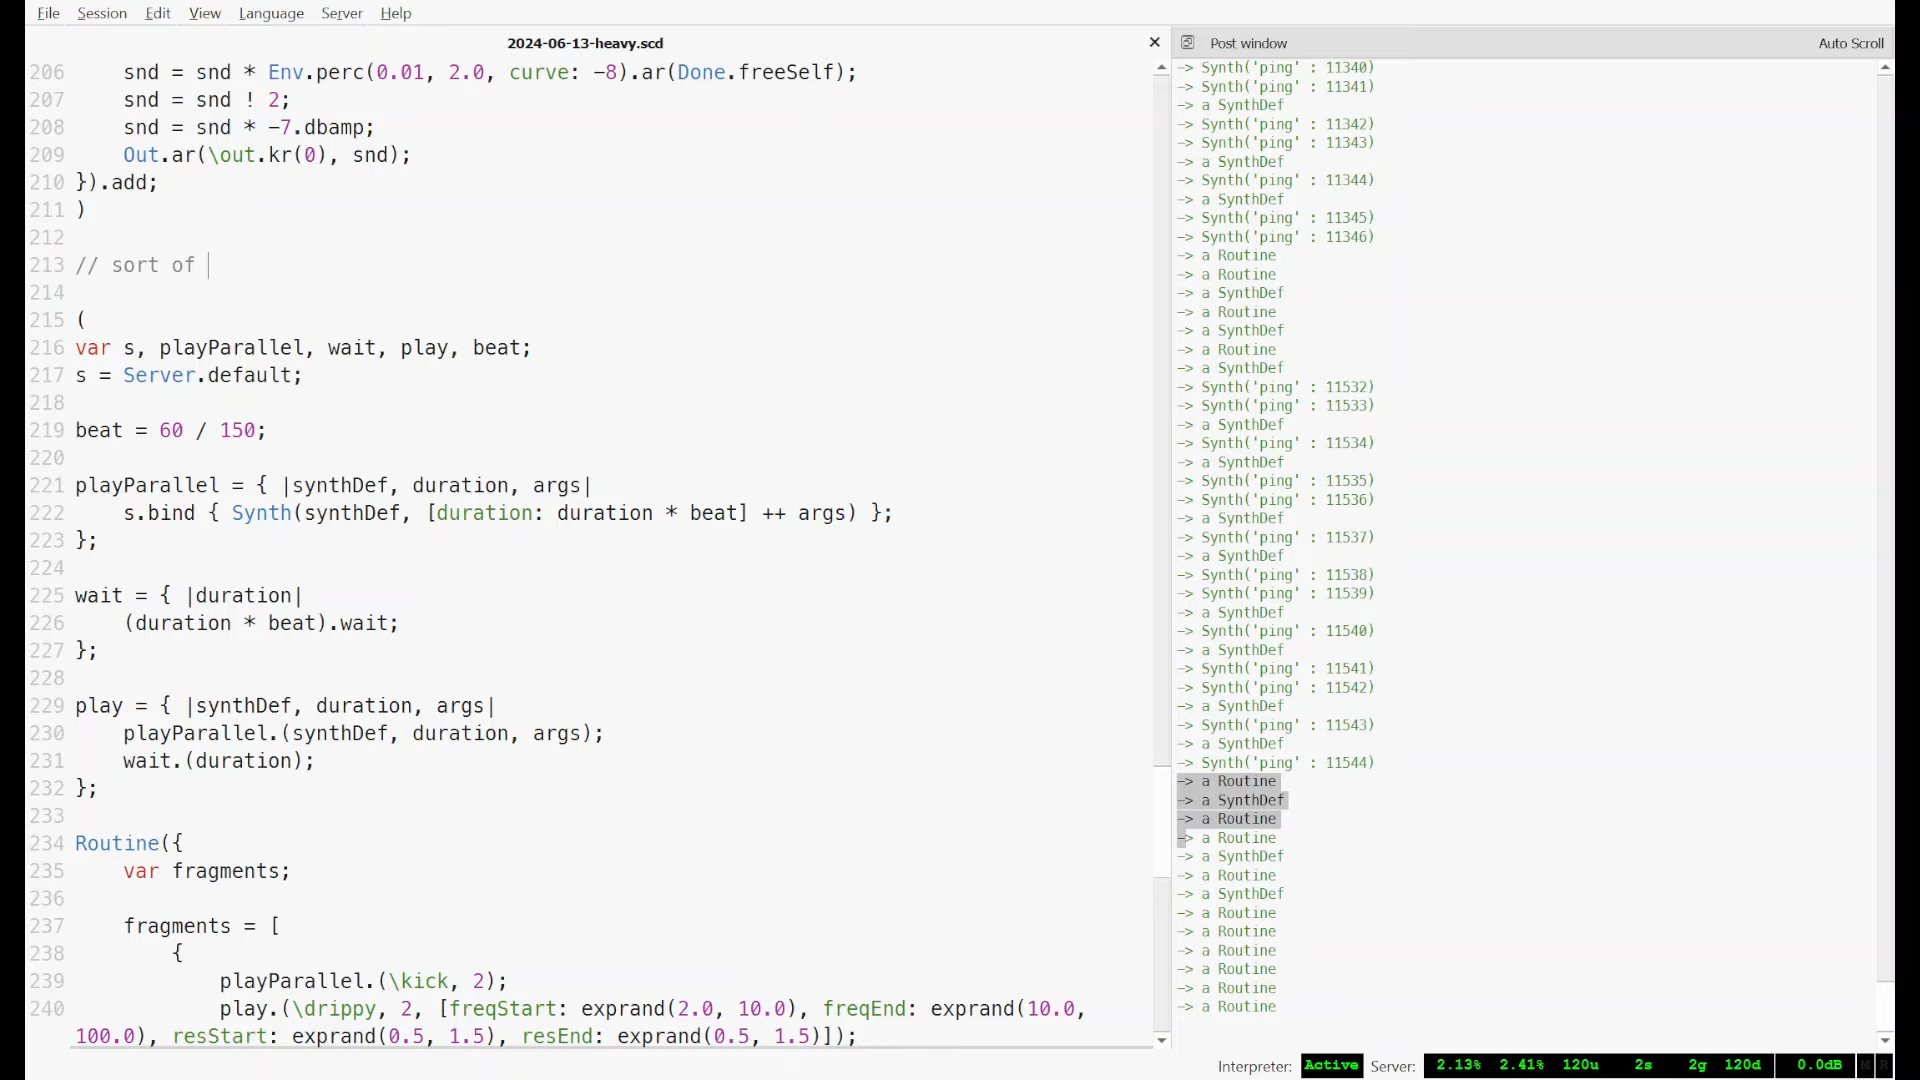 File Session Edit View Language Server Help
2024-06-13-heavy.scd
206 snd = snd * Env.perc(0.01, 2.0, curve: -8).ar(Done.freeSelf);
207 snd = snd ! 2;
208 snd = snd * -7.dbamp;
209 Out.ar(\out.kr(0), snd);
210 }).add;
211 )
212
213 // sort of
214
215 (
216 var s, playParallel, wait, play, beat;
217 s = Server.default;
218
219 beat = 60 / 150;
220
221 playParallel = { |synthDef, duration, args|
222 s.bind { Synth(synthDef, [duration: duration * beat] ++ args) };
223 };
224
225 wait = { |duration|
226 (duration * beat).wait;
227 };
228
229 play = { |synthDef, duration, args|
230 playParallel.(synthDef, duration, args);
231 wait.(duration);
232 };
233
234 Routine({
235 var fragments;
236
237 fragments = [
238 {
239 playParallel.(\kick, 2);
240 play.(\drippy, 2, [freqStart: exprand(2.0, 10.0), freqEnd: exprand(10.0,
100.0), resStart: exprand(0.5, 1.5), resEnd: exprand(0.5, 1.5)]);
Post window
Auto Scroll
-> Synth('ping' : 11340)
-> Synth('ping' : 11341)
-> a SynthDef
-> Synth('ping' : 11342)
-> Synth('ping' : 11343)
-> a SynthDef
-> Synth('ping' : 11344)
-> a SynthDef
-> Synth('ping' : 11345)
-> Synth('ping' : 11346)
-> a Routine
-> a Routine
-> a SynthDef
-> a Routine
-> a SynthDef
-> a Routine
-> a SynthDef
-> Synth('ping' : 11532)
-> Synth('ping' : 11533)
-> a SynthDef
-> Synth('ping' : 11534)
-> a SynthDef
-> Synth('ping' : 11535)
-> Synth('ping' : 11536)
-> a SynthDef
-> Synth('ping' : 11537)
-> a SynthDef
-> Synth('ping' : 11538)
-> Synth('ping' : 11539)
-> a SynthDef
-> Synth('ping' : 11540)
-> a SynthDef
-> Synth('ping' : 11541)
-> Synth('ping' : 11542)
-> a SynthDef
-> Synth('ping' : 11543)
-> a SynthDef
-> Synth('ping' : 11544)
-> a Routine
-> a SynthDef
-> a Routine
-> a Routine
-> a SynthDef
-> a Routine
-> a SynthDef
-> a Routine
-> a Routine
-> a Routine
-> a Routine
-> a Routine
-> a Routine
Interpreter: Active Server: 2.13% 2.41% 120u 2s 2g 120d 0.0dB M R